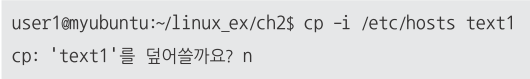 user1@myubuntu:~/linux_ex/ch2$ cp -i /etc/hosts text1
cp: 'text1'를 덮어쓸까요? n